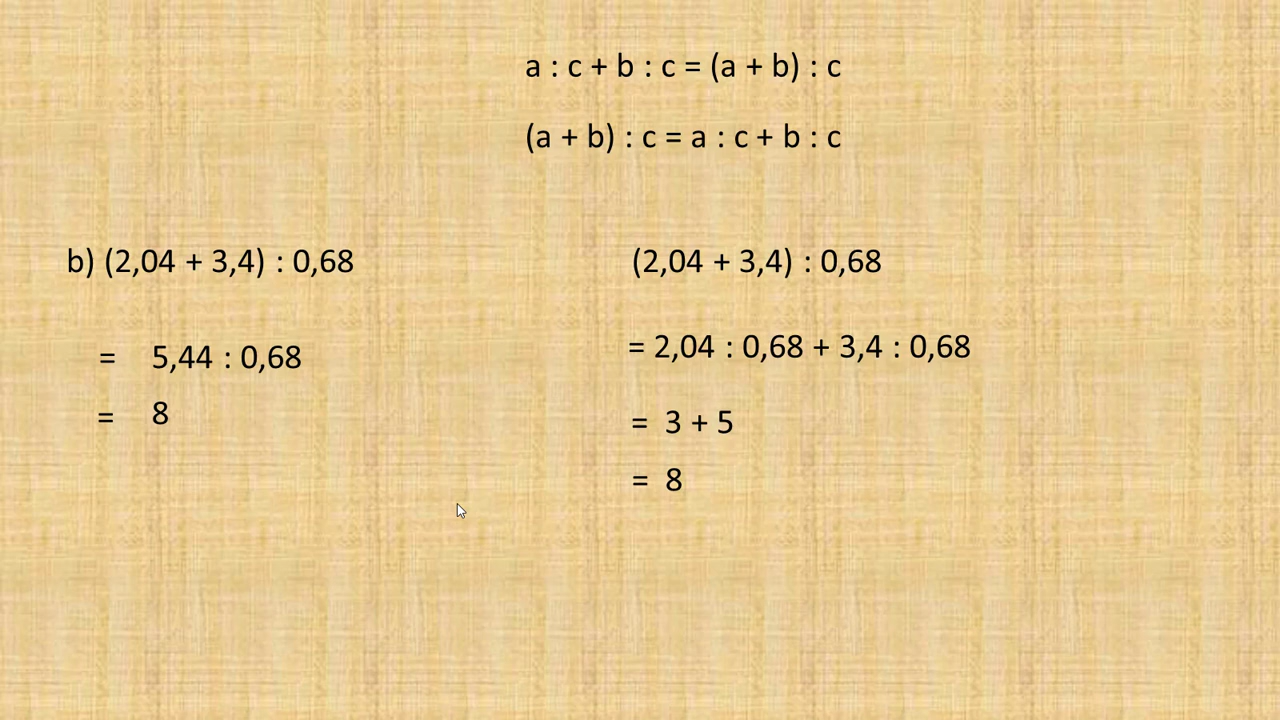 a : c + b : c = (a + b) : c
(a + b) : c = a : c + b : c
b) (2,04 + 3,4) : 0,68
= 5,44 : 0,68
= 8
(2,04 + 3,4) : 0,68
= 2,04 : 0,68 + 3,4 : 0,68
= 3 + 5
= 8